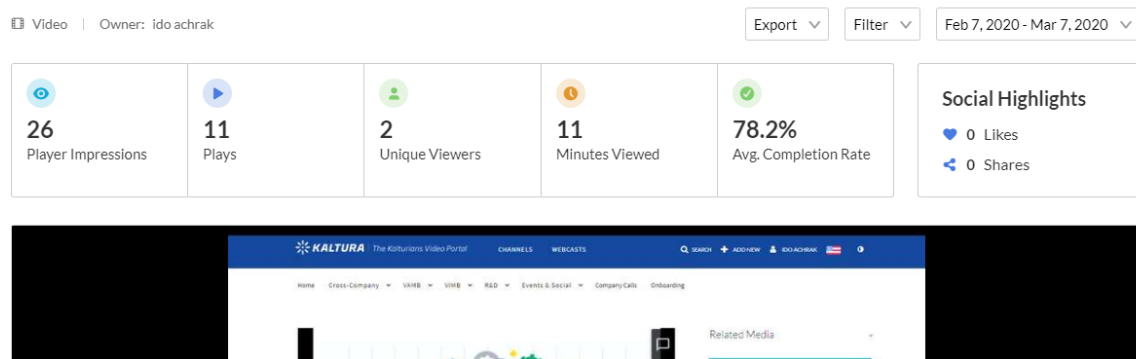 Video | Owner: ido achrak
Export
Filter
Feb 7, 2020 - Mar 7, 2020
26
Player Impressions
11
Plays
2
Unique Viewers
11
Minutes Viewed
78.2%
Avg. Completion Rate
Social Highlights
0 Likes
0 Shares
KALTURA | The Kalturians Video Portal CHANNELS WEBCASTS SEARCH ADD NEW IDO ACHRAK
Home Cross-Company VAMB VIMB R&D Events & Social Company Calls Onboarding
Related Media